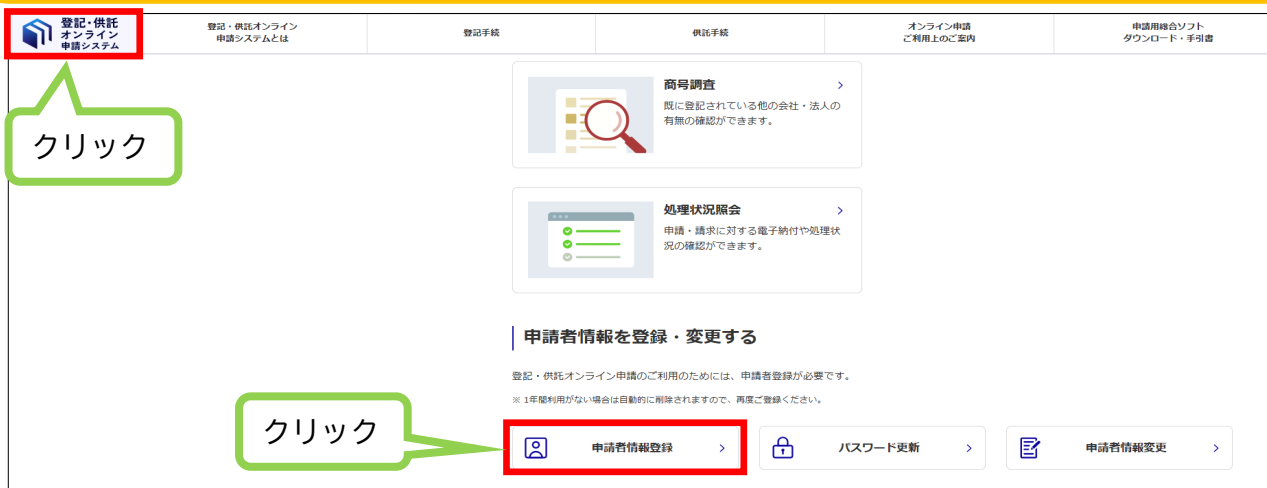 登記・供託
オンライン
申請システム
登記・供託オンライン
申請システムとは
登記手続
供託手続
オンライン申請
ご利用上のご案内
申請用総合ソフト
ダウンロード・手引書
クリック
商号調査
既に登記されている他の会社・法人の
有無の確認ができます。
処理状況照会
申請・請求に対する電子納付や処理状
況の確認ができます。
申請者情報を登録・変更する
登記・供託オンライン申請のご利用のためには、申請者登録が必要です。
※ 1年間利用がない場合は自動的に削除されますので、再度ご登録ください。
クリック
申請者情報登録
パスワード更新
申請者情報変更